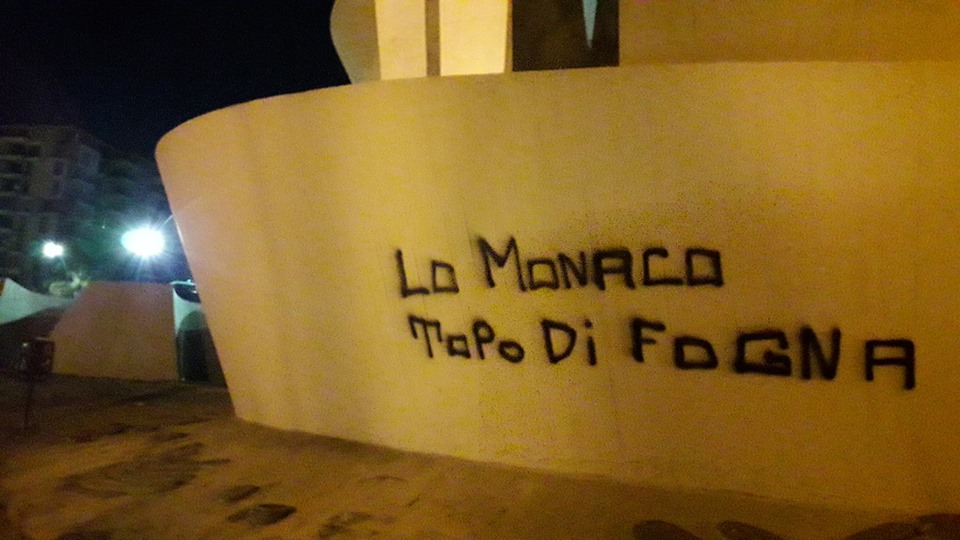 LO MONACO
TOPO Di FOGNA